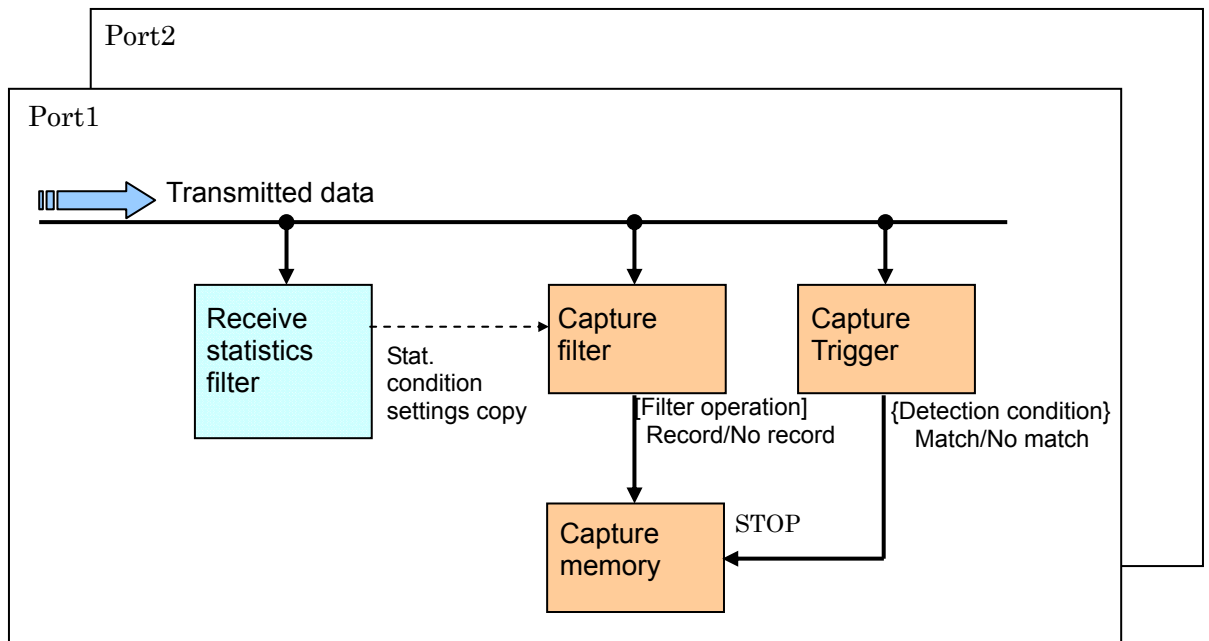 Port2
Port1
Transmitted data
Receive
statistics
filter
Stat.
condition
settings copy
Capture
filter
Capture
Trigger
[Filter operation]
Record/No record
{Detection condition}
Match/No match
Capture
memory
STOP